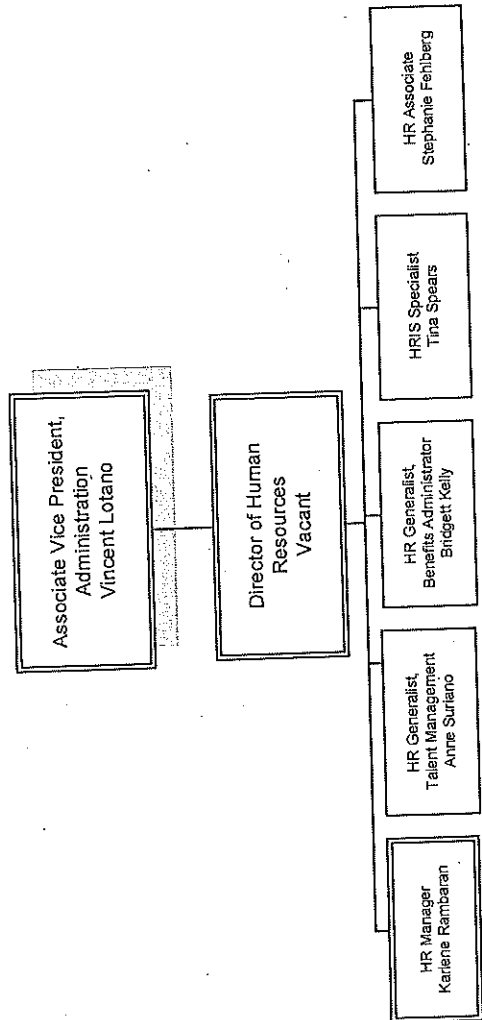 Associate Vice President,
Administration
Vincent Lotano
Director of Human
Resources
Vacant
HR Manager
Karlene Rambaran
HR Generalist,
Talent Management
Anne Suriano
HR Generalist,
Benefits Administrator
Bridgett Kelly
HRIS Specialist
Tina Spears
HR Associate
Stephanie Fehlberg